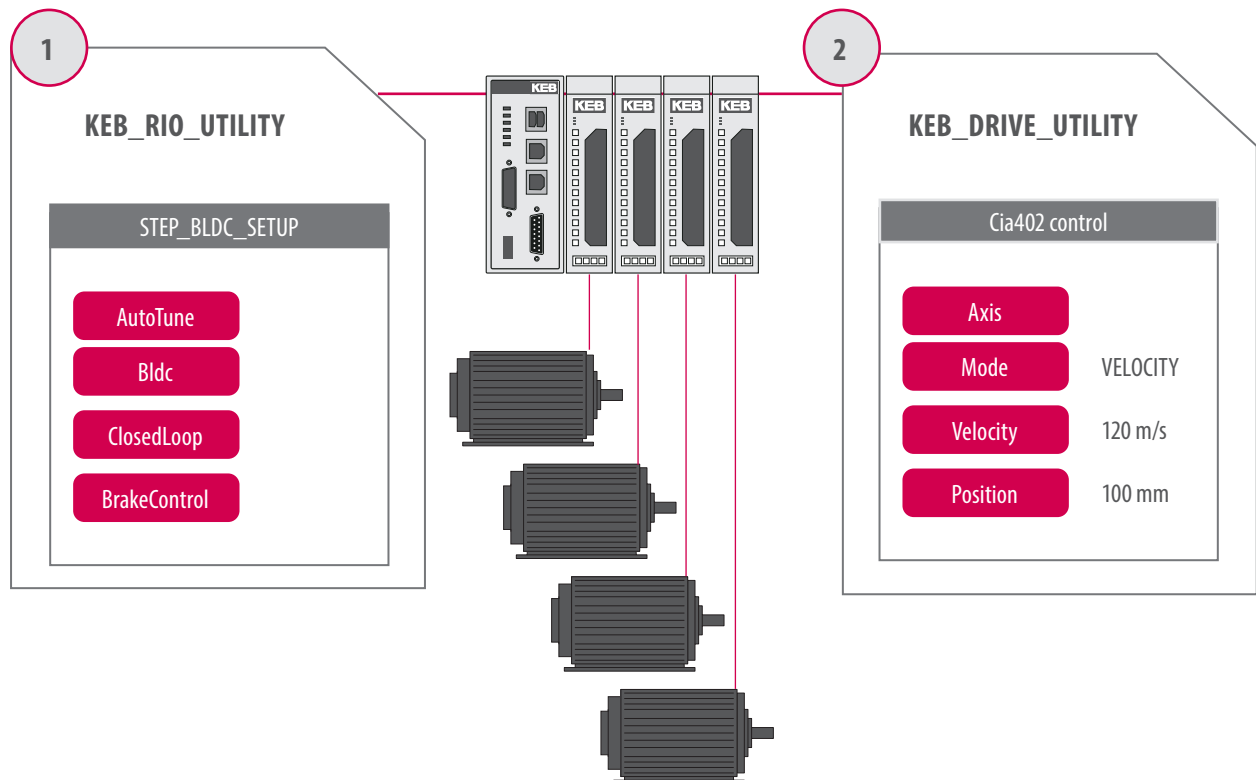 1
KEB_RIO_UTILITY
STEP_BLDC_SETUP
AutoTune
Bldc
ClosedLoop
BrakeControl
KEB
KEB
KEB
KEB
KEB
2
KEB_DRIVE_UTILITY
Cia402 control
Axis
Mode VELOCITY
Velocity 120 m/s
Position 100 mm